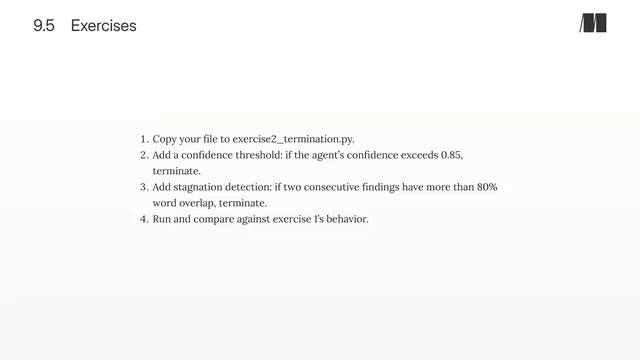 9.5 Exercises
1. Copy your file to exercise2_termination.py.
2. Add a confidence threshold: if the agent’s confidence exceeds 0.85,
terminate.
3. Add stagnation detection: if two consecutive findings have more than 80%
word overlap, terminate.
4. Run and compare against exercise 1’s behavior.